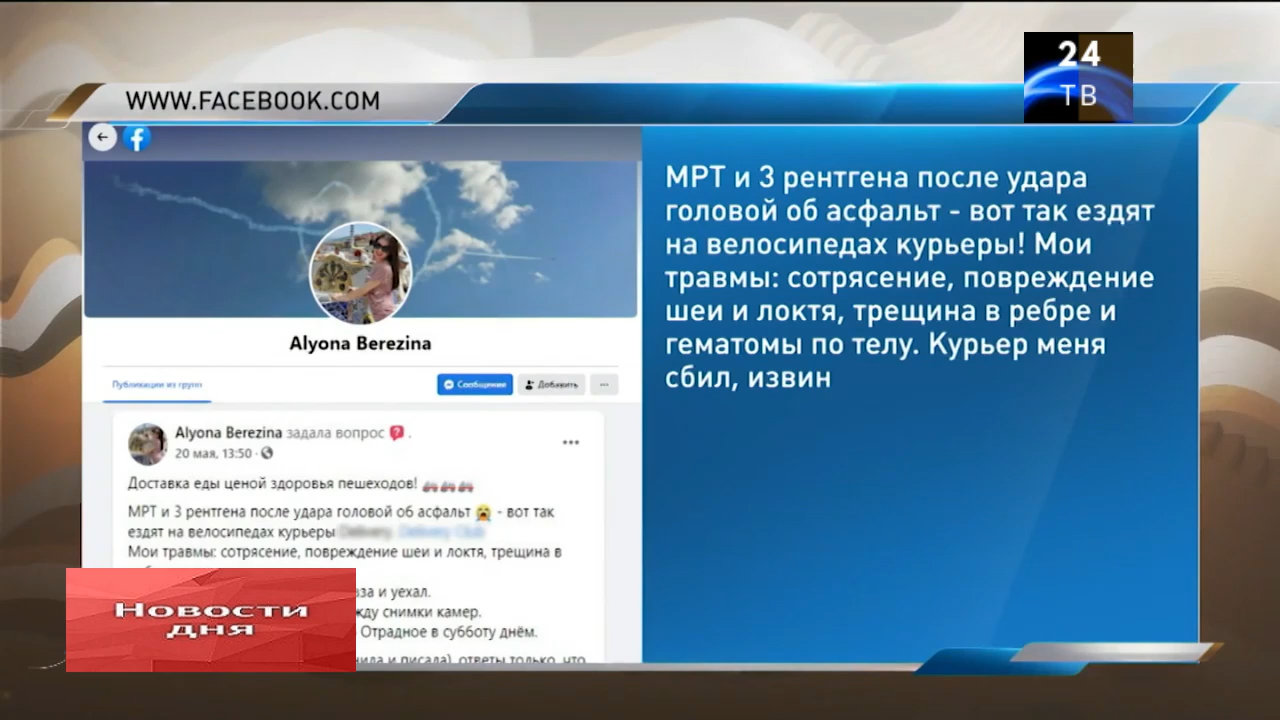 24
ТВ
WWW.FACEBOOK.COM
Alyona Berezina
Публикации из групп
Сообщение
Добавить
Alyona Berezina задала вопрос
20 мая, 13:50
Доставка еды ценой здоровья пешеходов!
МРТ и 3 рентгена после удара головой об асфальт - вот так
ездят на велосипедах курьеры
Мои травмы: сотрясение, повреждение шеи и локтя, трещина в
и уехал.
снимки камер.
Отрадное в субботу днём.
и писала), ответы только, что
МРТ и 3 рентгена после удара
головой об асфальт - вот так ездят
на велосипедах курьеры! Мои
травмы: сотрясение, повреждение
шеи и локтя, трещина в ребре и
гематомы по телу. Курьер меня
сбил, извин
Новости
дня